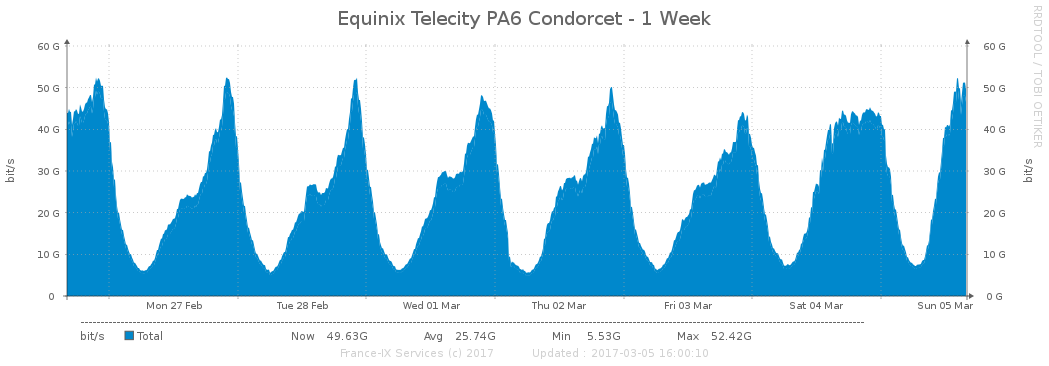 Equinix Telecity PA6 Condorcet - 1 Week
RRDTOOL / TOBI OETIKER
60 G 60 G
50 G 50 G
40 G 40 G
30 G 30 G
20 G 20 G
10 G 10 G
0 0 G
bit/s bit/s
Mon 27 Feb Tue 28 Feb Wed 01 Mar Thu 02 Mar Fri 03 Mar Sat 04 Mar Sun 05 Mar
bit/s Total Now 49.63G Avg 25.74G Min 5.53G Max 52.42G
France-IX Services (c) 2017 Updated : 2017-03-05 16:00:10